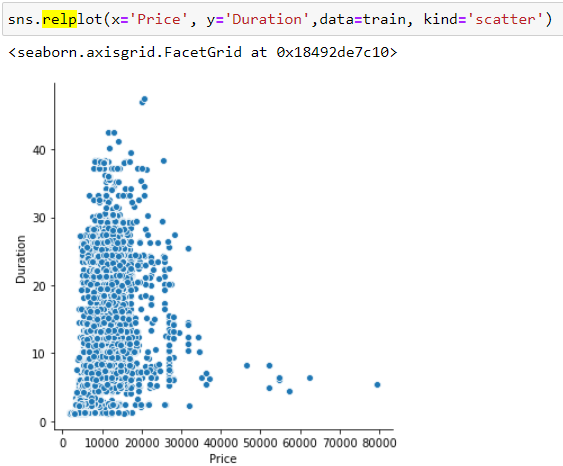 sns.relplot(x='Price', y='Duration',data=train, kind='scatter')
<seaborn.axisgrid.FacetGrid at 0x18492de7c10>
40
30
Duration
20
10
0
0 10000 20000 30000 40000 50000 60000 70000 80000
Price